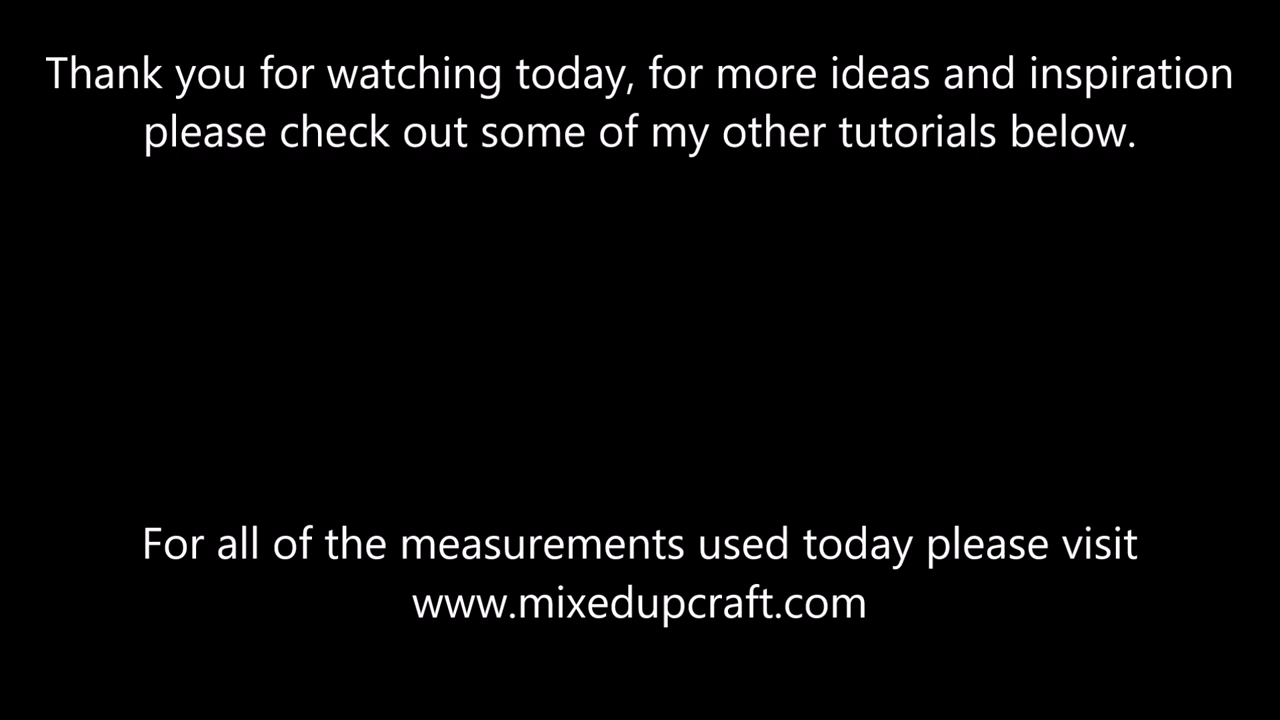 Thank you for watching today, for more ideas and inspiration
please check out some of my other tutorials below.
For all of the measurements used today please visit
www.mixedupcraft.com